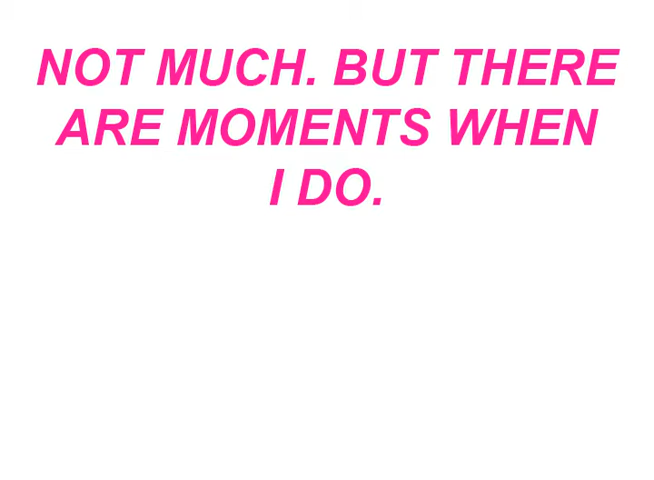 NOT MUCH. BUT THERE
ARE MOMENTS WHEN
I DO.